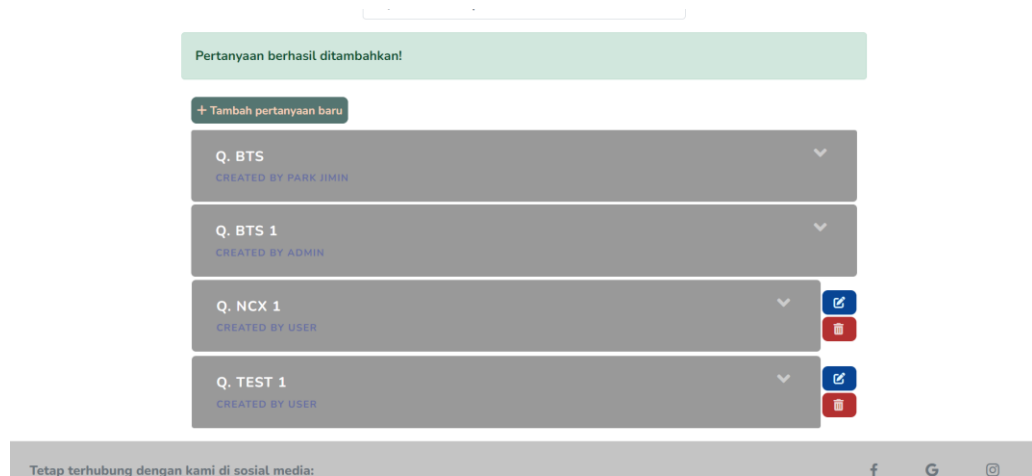 Pertanyaan berhasil ditambahkan!
+ Tambah pertanyaan baru
Q. BTS
CREATED BY PARK JIMIN
Q. BTS 1
CREATED BY ADMIN
Q. NCX 1
CREATED BY USER
Q. TEST 1
CREATED BY USER
Tetap terhubung dengan kami di sosial media: